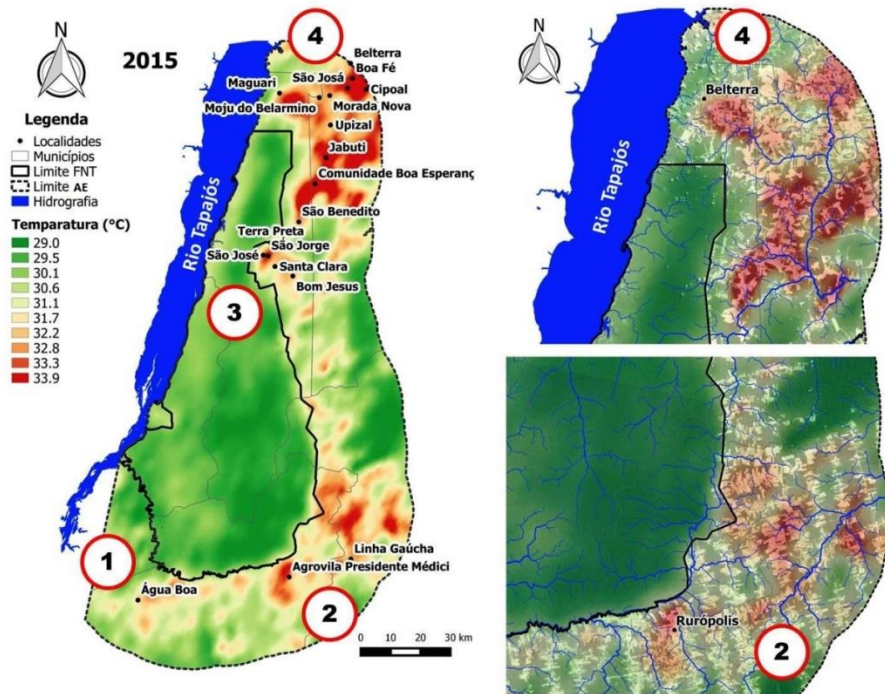 2015
4
Legenda
Localidades
Municípios
Limite FNT
Limite AE
Hidrografia
Temparatura (°C)
29.0
29.5
30.1
30.6
31.1
31.7
32.2
32.8
33.3
33.9
Belterra
São Josá
Boa Fé
Maguari
Cipoal
Moju do Belarmino
Morada Nova
Upizal
Jabuti
Comunidade Boa Esperanç
São Benedito
Terra Preta
São Jorge
São José
Santa Clara
Bom Jesus
Rio Tapajós
3
1
Linha Gaúcha
Agrovila Presidente Médici
Água Boa
2
0 10 20 30 km
4
Belterra
Rio Tapajós
Rurópolis
2